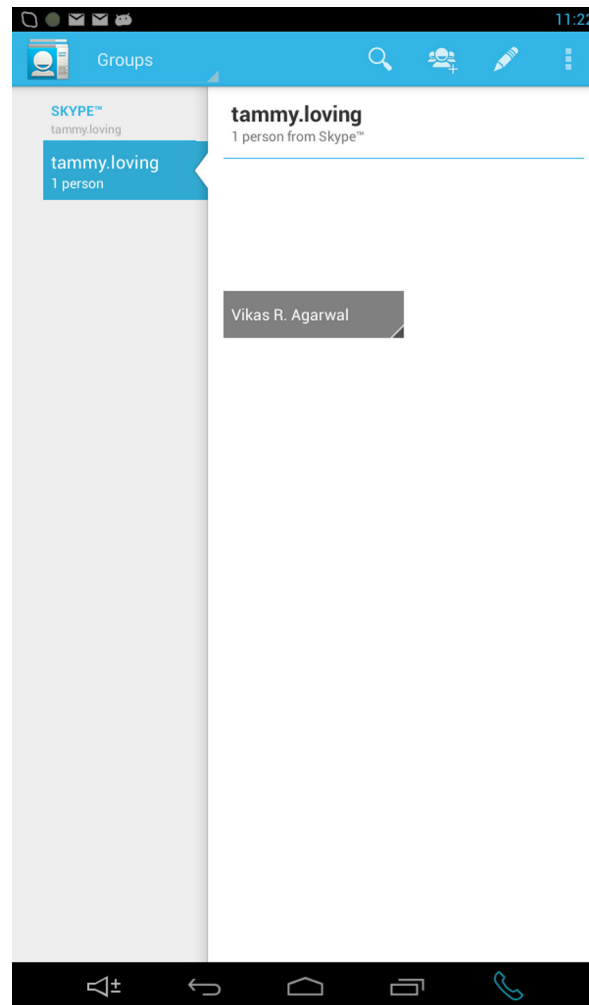 11:22
Groups
SKYPE™
tammy.loving
tammy.loving
1 person
tammy.loving
1 person from Skype™
Vikas R. Agarwal